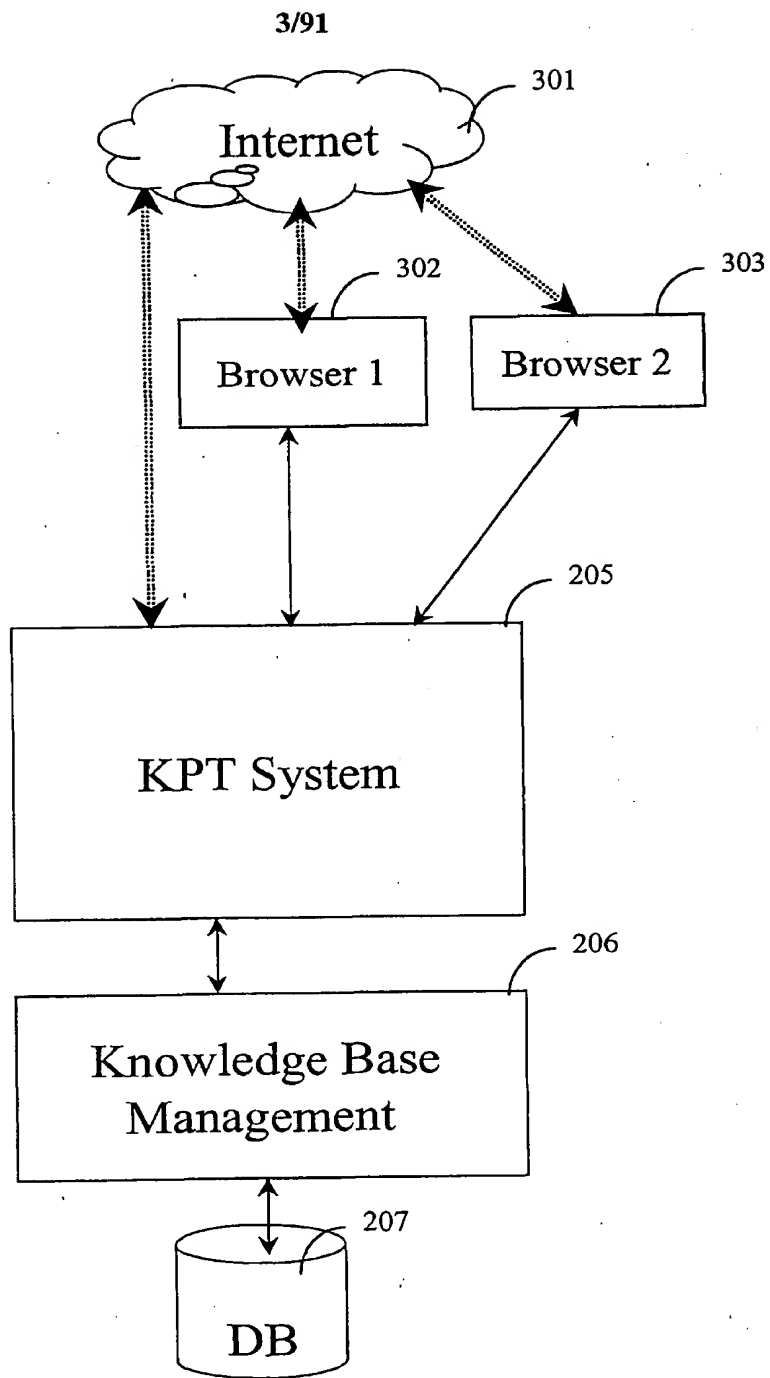 3/91
301
Internet
302
303
Browser 1
Browser 2
205
KPT System
206
Knowledge Base
Management
207
DB